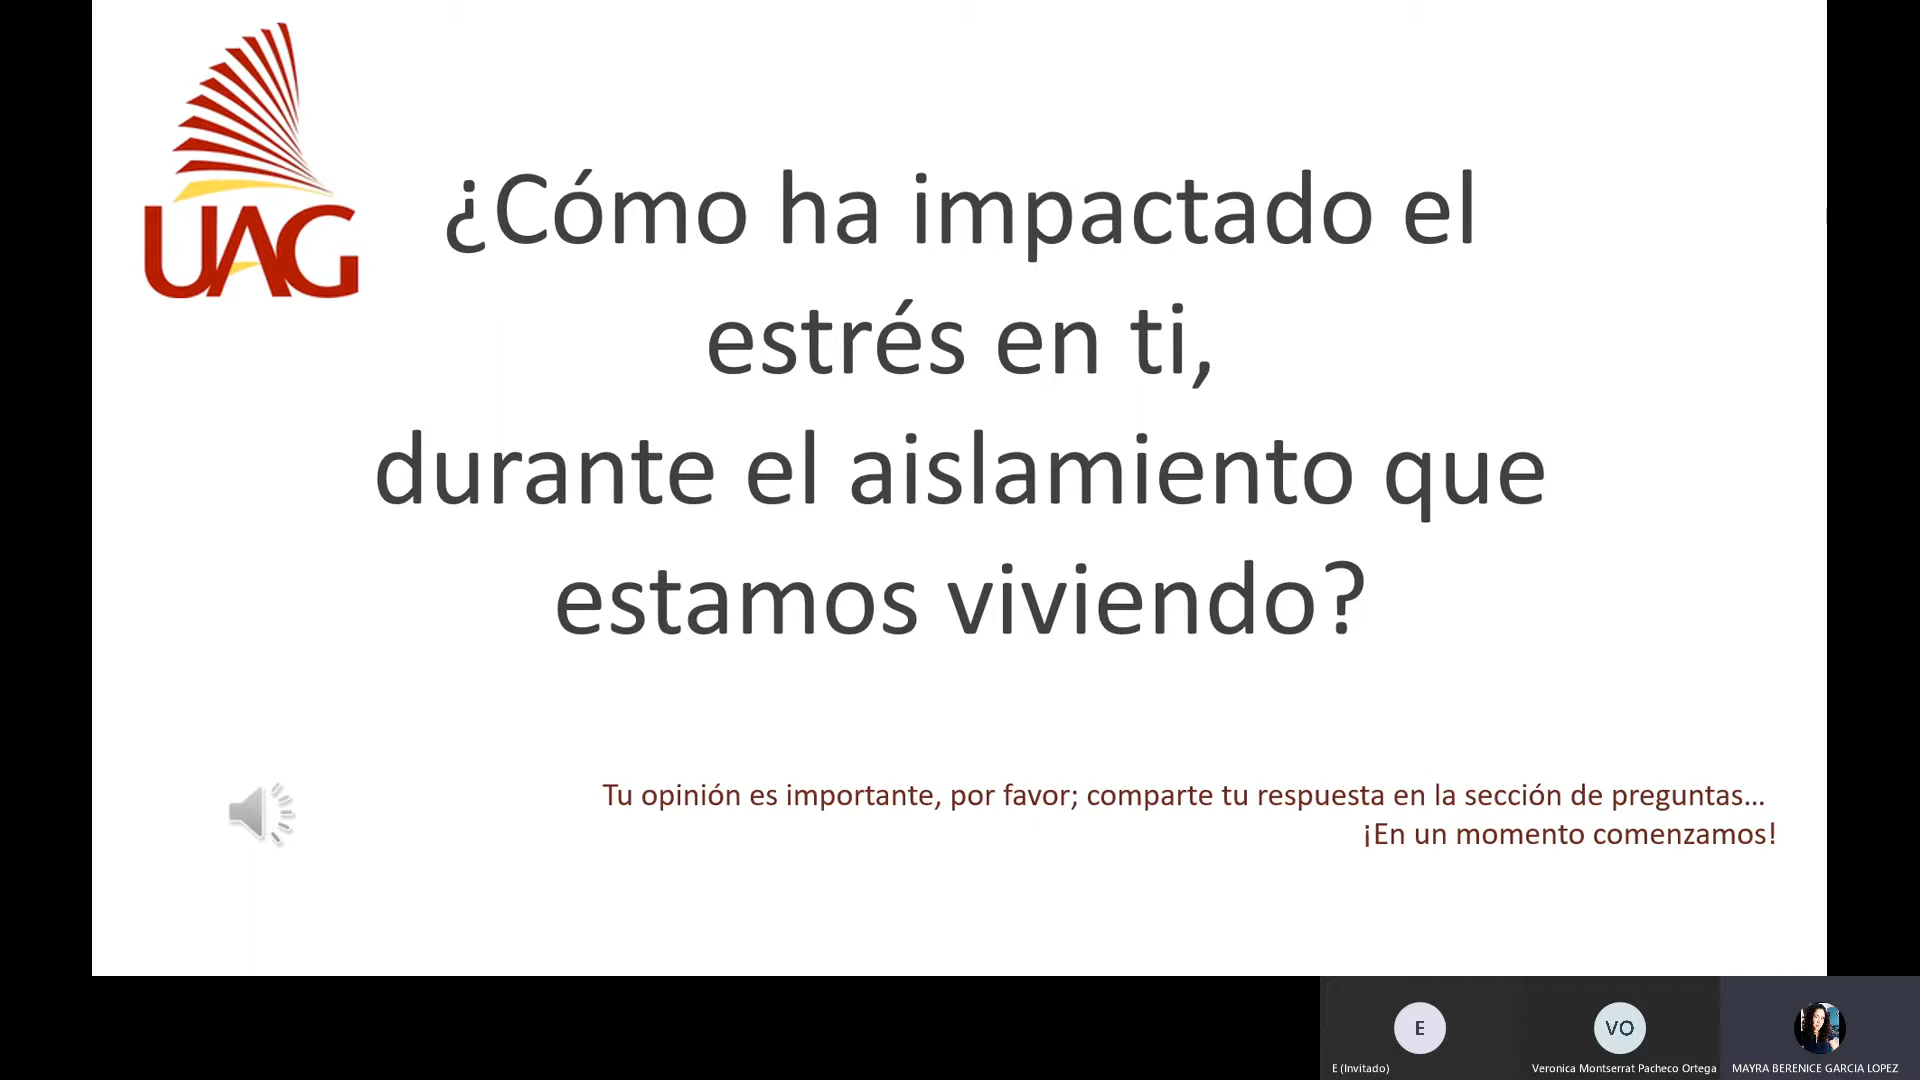 UAG
¿Cómo ha impactado el
estrés en ti,
durante el aislamiento que
estamos viviendo?
Tu opinión es importante, por favor; comparte tu respuesta en la sección de preguntas...
¡En un momento comenzamos!
E
VO
E (Invitado)
Veronica Montserrat Pacheco Ortega
MAYRA BERENICE GARCIA LOPEZ